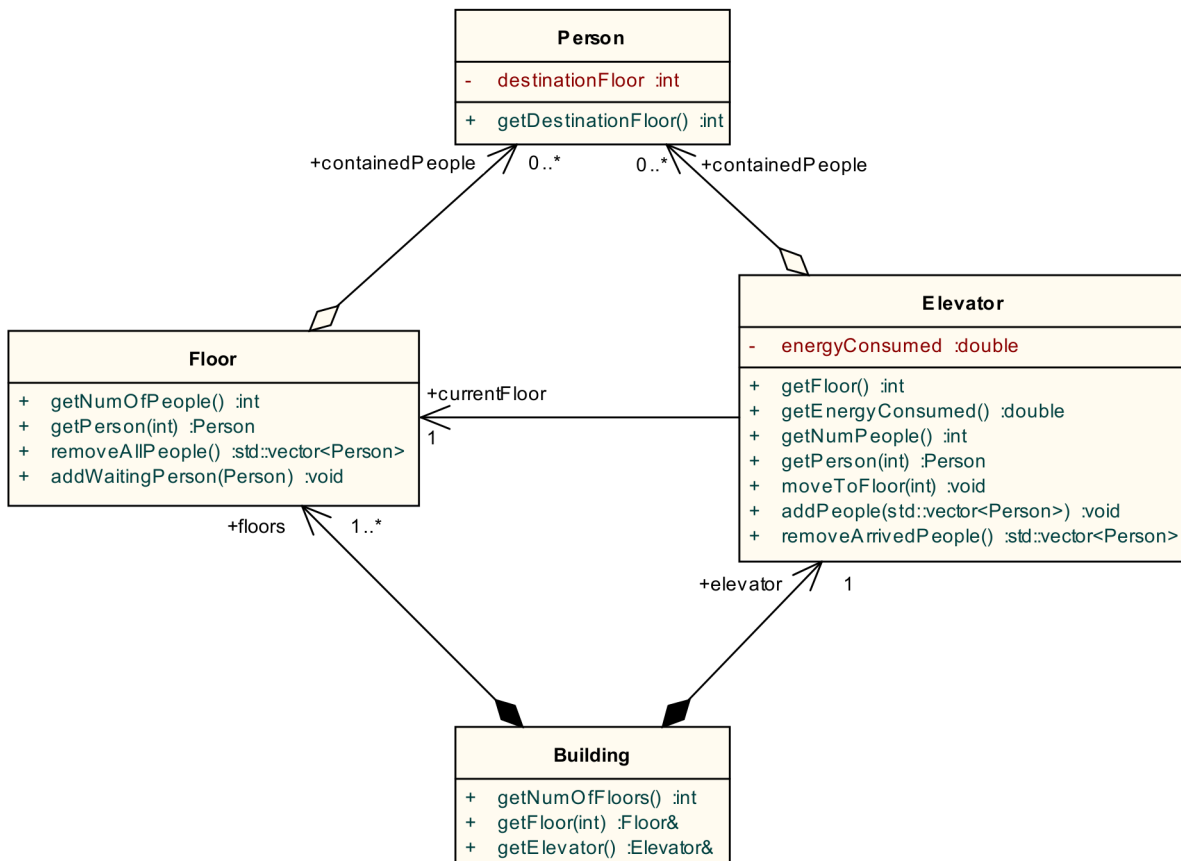 Person
- destinationFloor :int
+ getDestinationFloor() :int
+containedPeople 0..*
0..* +containedPeople
Elevator
- energyConsumed :double
+ getFloor() :int
+ getEnergyConsumed() :double
+ getNumPeople() :int
+ getPerson(int) :Person
+ moveToFloor(int) :void
+ addPeople(std::vector<Person>) :void
+ removeArrivedPeople() :std::vector<Person>
Floor
+ getNumOfPeople() :int
+ getPerson(int) :Person
+ removeAllPeople() :std::vector<Person>
+ addWaitingPerson(Person) :void
+currentFloor
1
+floors 1..*
+elevator 1
Building
+ getNumOfFloors() :int
+ getFloor(int) :Floor&
+ getElevator() :Elevator&